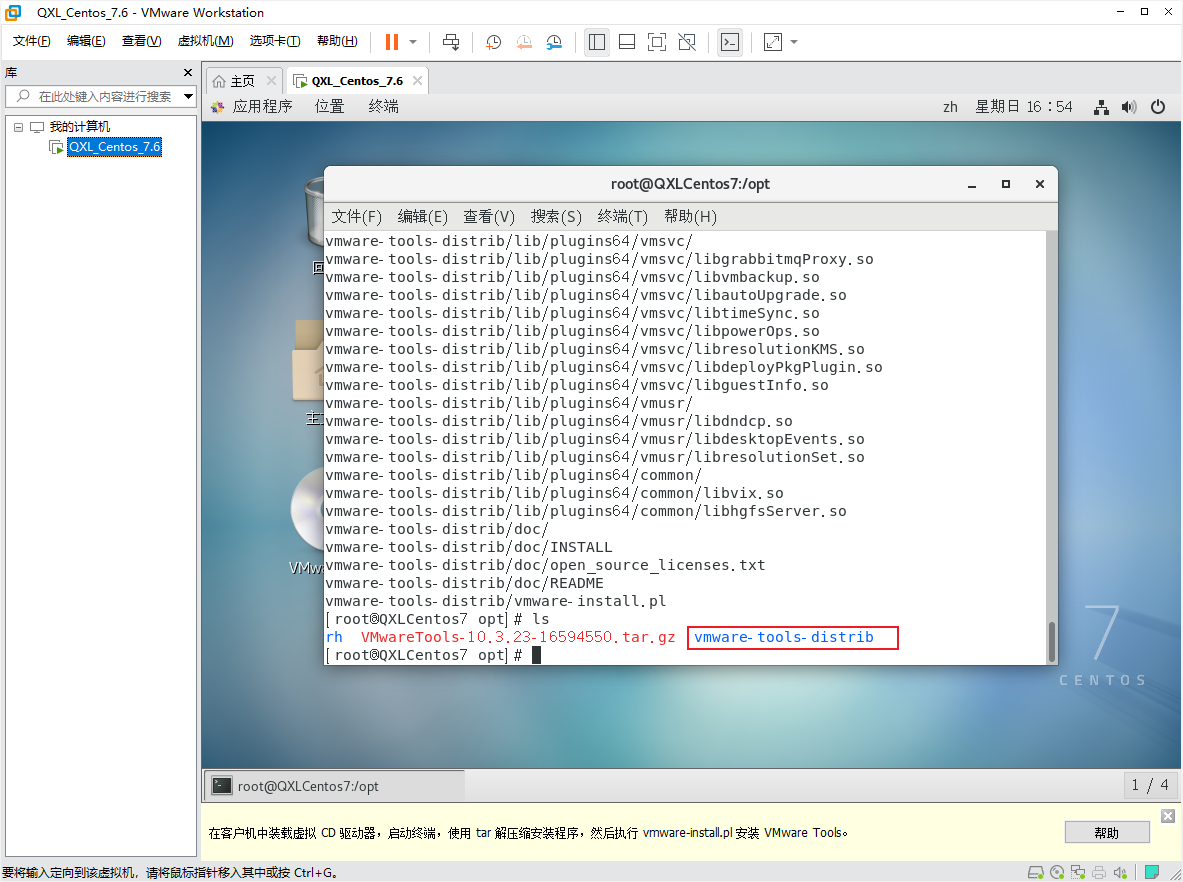 QXL_Centos_7.6 - VMware Workstation
文件(F) 编辑(E) 查看(V) 虚拟机(M) 选项卡(T) 帮助(H)
库
在此处键入内容进行搜索
我的计算机
QXL_Centos_7.6
主页 QXL_Centos_7.6
应用程序 位置 终端 zh 星期日 16：54
root@QXLCentos7:/opt
文件(F) 编辑(E) 查看(V) 搜索(S) 终端(T) 帮助(H)
vmware-tools-distrib/lib/plugins64/vmsvc/
vmware-tools-distrib/lib/plugins64/vmsvc/libgrabbitmqProxy.so
vmware-tools-distrib/lib/plugins64/vmsvc/libvmbackup.so
vmware-tools-distrib/lib/plugins64/vmsvc/libautoUpgrade.so
vmware-tools-distrib/lib/plugins64/vmsvc/libtimeSync.so
vmware-tools-distrib/lib/plugins64/vmsvc/libpowerOps.so
vmware-tools-distrib/lib/plugins64/vmsvc/libresolutionKMS.so
vmware-tools-distrib/lib/plugins64/vmsvc/libdeployPkgPlugin.so
vmware-tools-distrib/lib/plugins64/vmsvc/libguestInfo.so
vmware-tools-distrib/lib/plugins64/vmusr/
vmware-tools-distrib/lib/plugins64/vmusr/libdndcp.so
vmware-tools-distrib/lib/plugins64/vmusr/libdesktopEvents.so
vmware-tools-distrib/lib/plugins64/vmusr/libresolutionSet.so
vmware-tools-distrib/lib/plugins64/common/
vmware-tools-distrib/lib/plugins64/common/libvix.so
vmware-tools-distrib/lib/plugins64/common/libhgfsServer.so
vmware-tools-distrib/doc/
vmware-tools-distrib/doc/INSTALL
vmware-tools-distrib/doc/open_source_licenses.txt
vmware-tools-distrib/doc/README
vmware-tools-distrib/vmware-install.pl
[root@QXLCentos7 opt]# ls
rh VMwareTools-10.3.23-16594550.tar.gz vmware-tools-distrib
[root@QXLCentos7 opt]#
回
主
VMw
7
CENTOS
root@QXLCentos7:/opt 1 / 4
在客户机中装载虚拟 CD 驱动器，启动终端，使用 tar 解压缩安装程序，然后执行 vmware-install.pl 安装 VMware Tools。 帮助
要将输入定向到该虚拟机，请将鼠标指针移入其中或按 Ctrl+G。